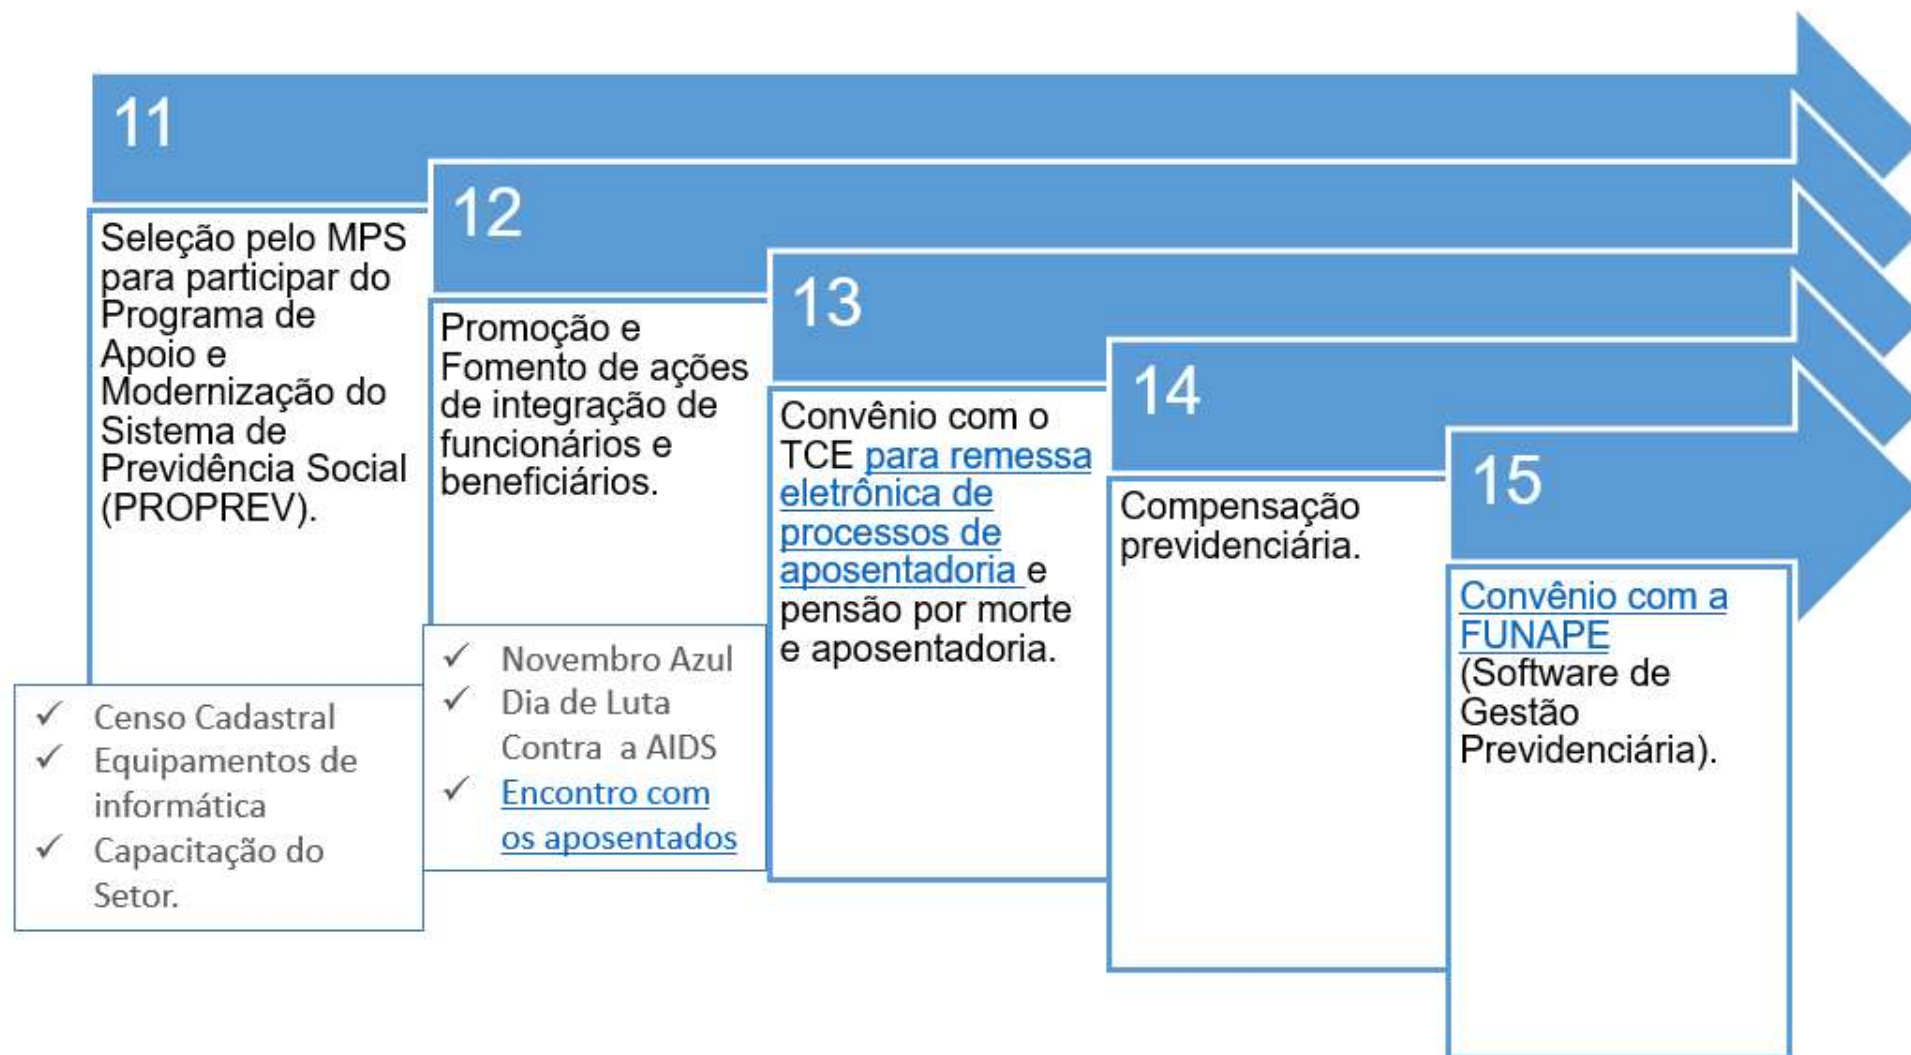 11
Seleção pelo MPS
para participar do
Programa de
Apoio e
Modernização do
Sistema de
Previdência Social
(PROPREV).
✓ Censo Cadastral
✓ Equipamentos de
informática
✓ Capacitação do
Setor.
12
Promoção e
Fomento de ações
de integração de
funcionários e
beneficiários.
✓ Novembro Azul
✓ Dia de Luta
Contra a AIDS
✓ Encontro com
os aposentados
13
Convênio com o
TCE para remessa
eletrônica de
processos de
aposentadoria e
pensão por morte
e aposentadoria.
14
Compensação
previdenciária.
15
Convênio com a
FUNAPE
(Software de
Gestão
Previdenciária).